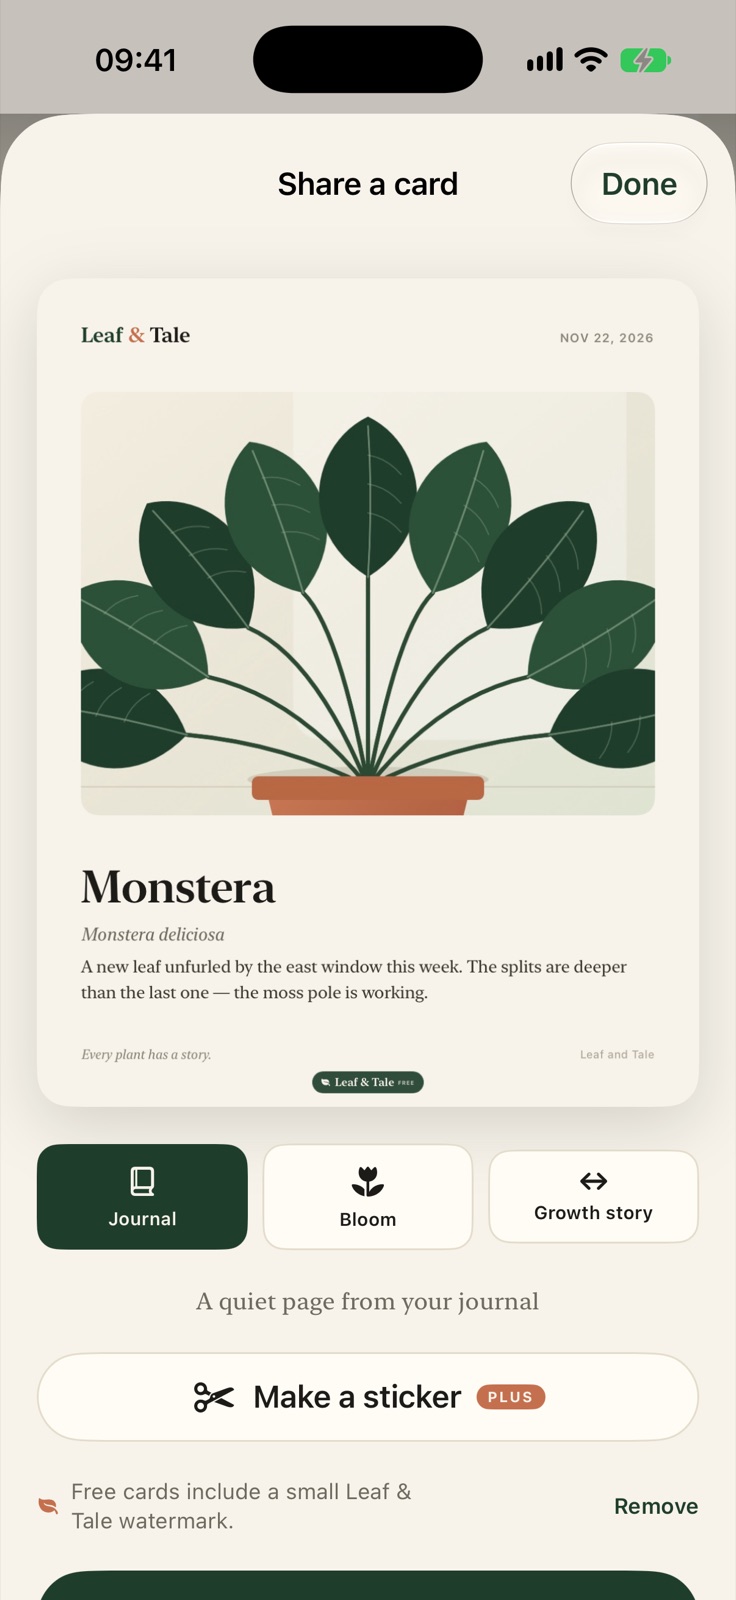 09:41
Share a card
Done
Leaf & Tale
NOV 22, 2026
Monstera
Monstera deliciosa
A new leaf unfurled by the east window this week. The splits are deeper
than the last one — the moss pole is working.
Every plant has a story.
Leaf and Tale
Leaf & Tale FREE
Journal
Bloom
Growth story
A quiet page from your journal
Make a sticker PLUS
Free cards include a small Leaf &
Tale watermark.
Remove